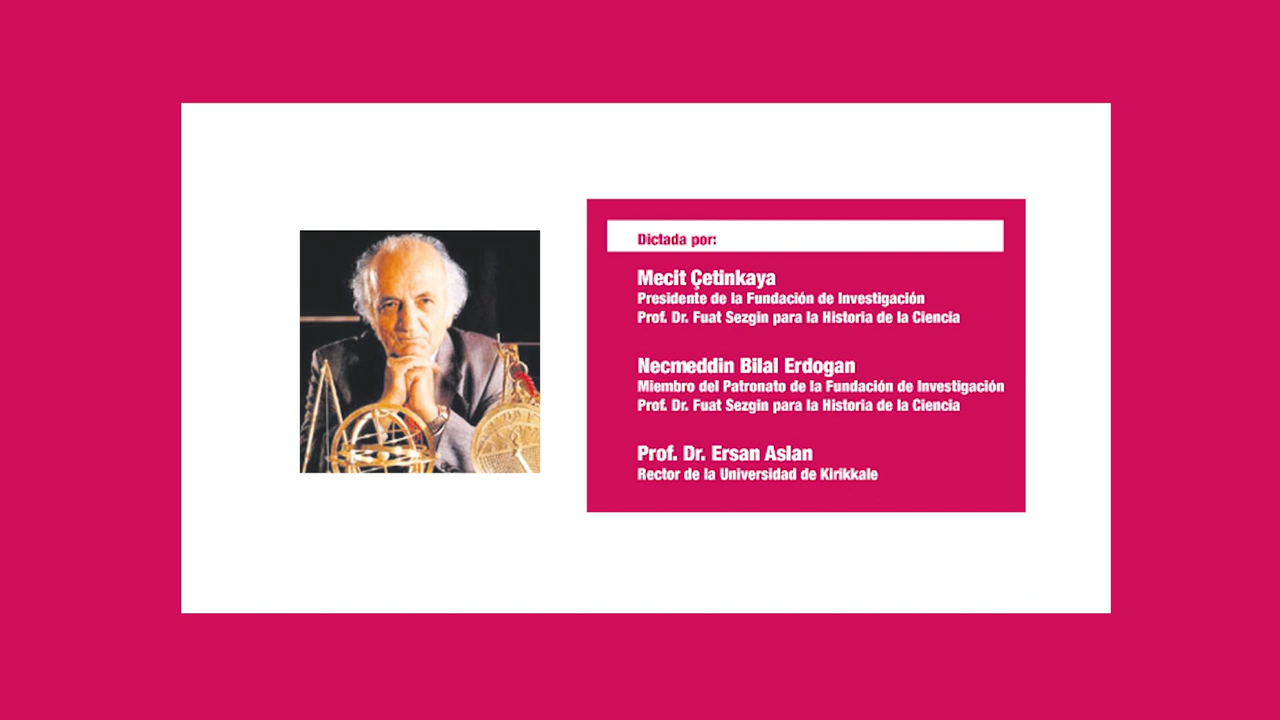 Dictada por:
Mecit Çetinkaya
Presidente de la Fundación de Investigación
Prof. Dr. Fuat Sezgin para la Historia de la Ciencia
Necmeddin Bilal Erdogan
Miembro del Patronato de la Fundación de Investigación
Prof. Dr. Fuat Sezgin para la Historia de la Ciencia
Prof. Dr. Ersan Aslan
Rector de la Universidad de Kirikkale